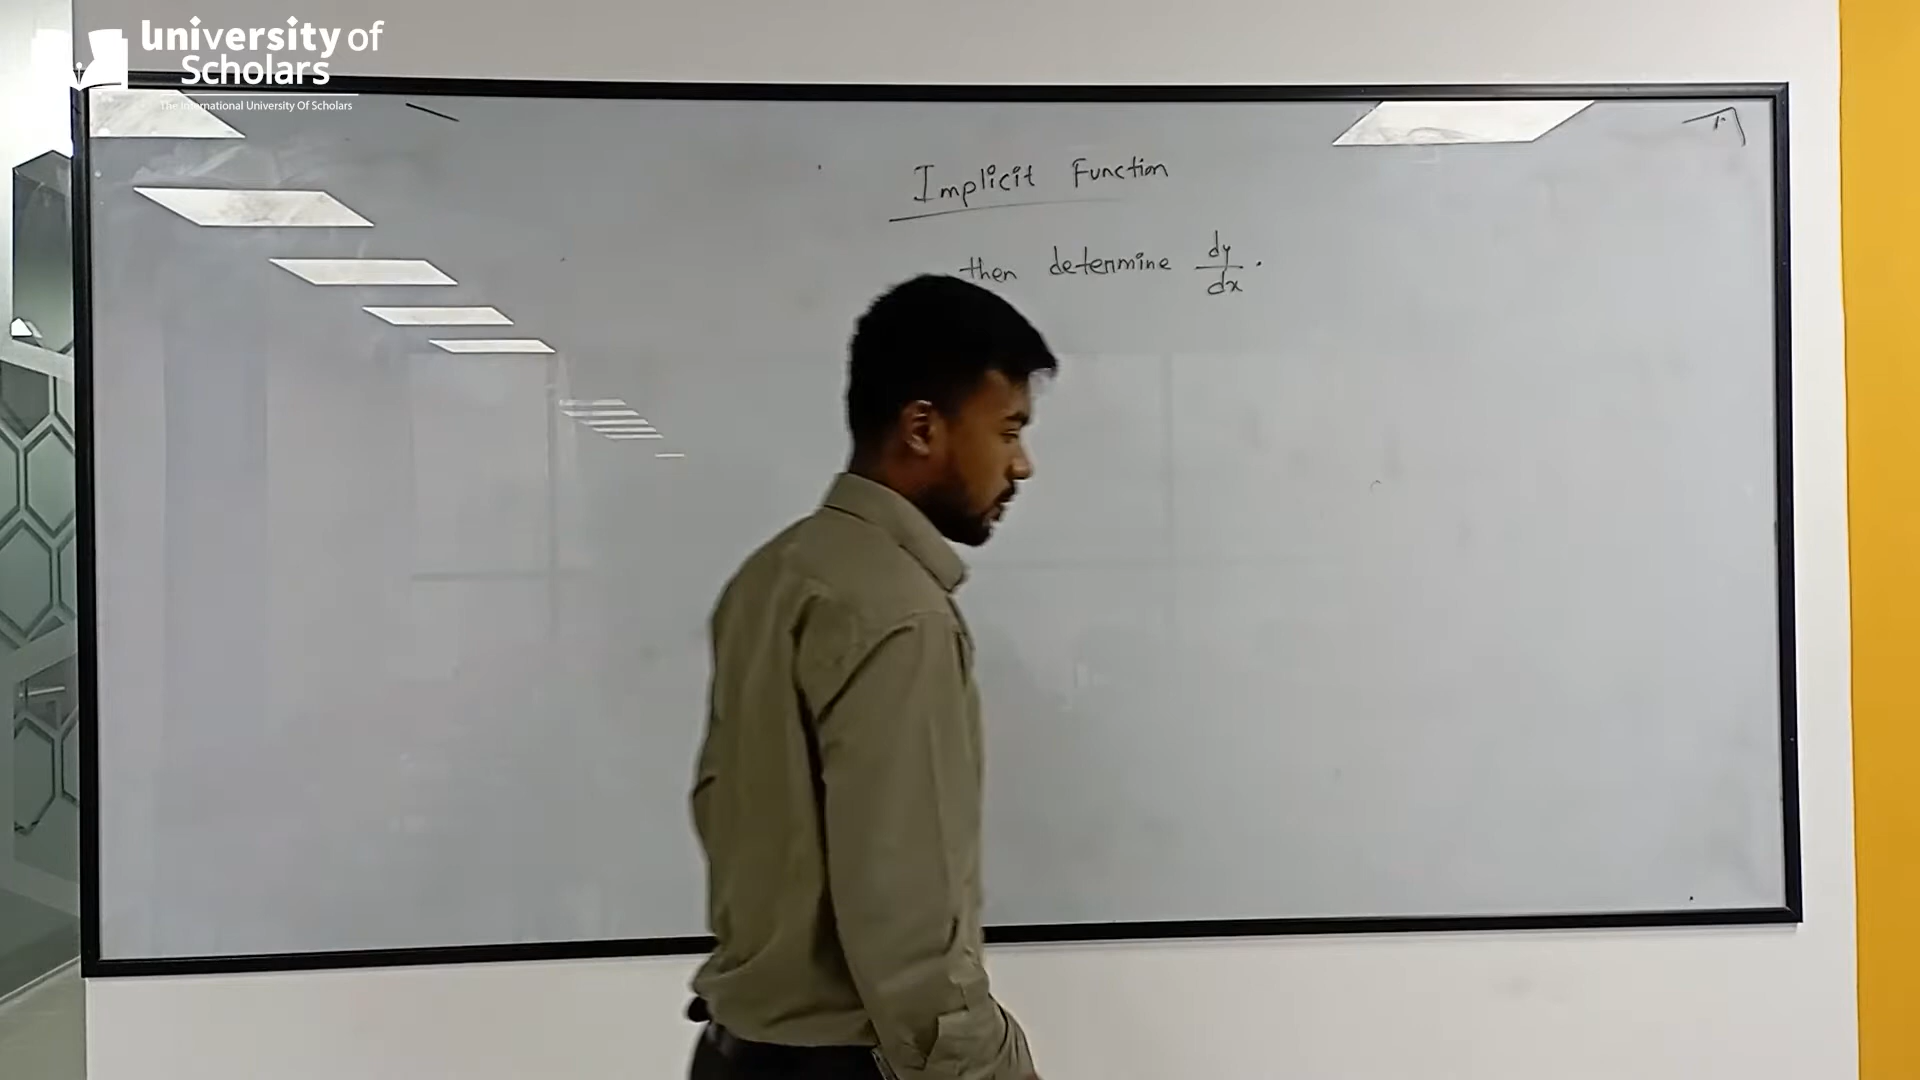 university of
Scholars
The International University Of Scholars
Implicit Function
then determine dy/dx.